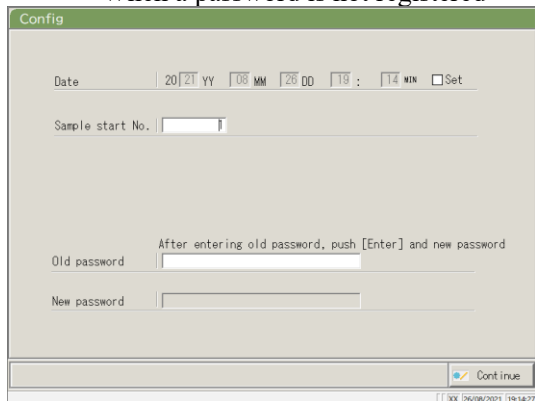 When a password is not registered
Config
Date 20 21 YY 08 MM 26 DD 19 : 14 MIN Set
Sample start No. 1
After entering old password, push [Enter] and new password
Old password
New password
Continue
XX 26/08/2021 19:14:27